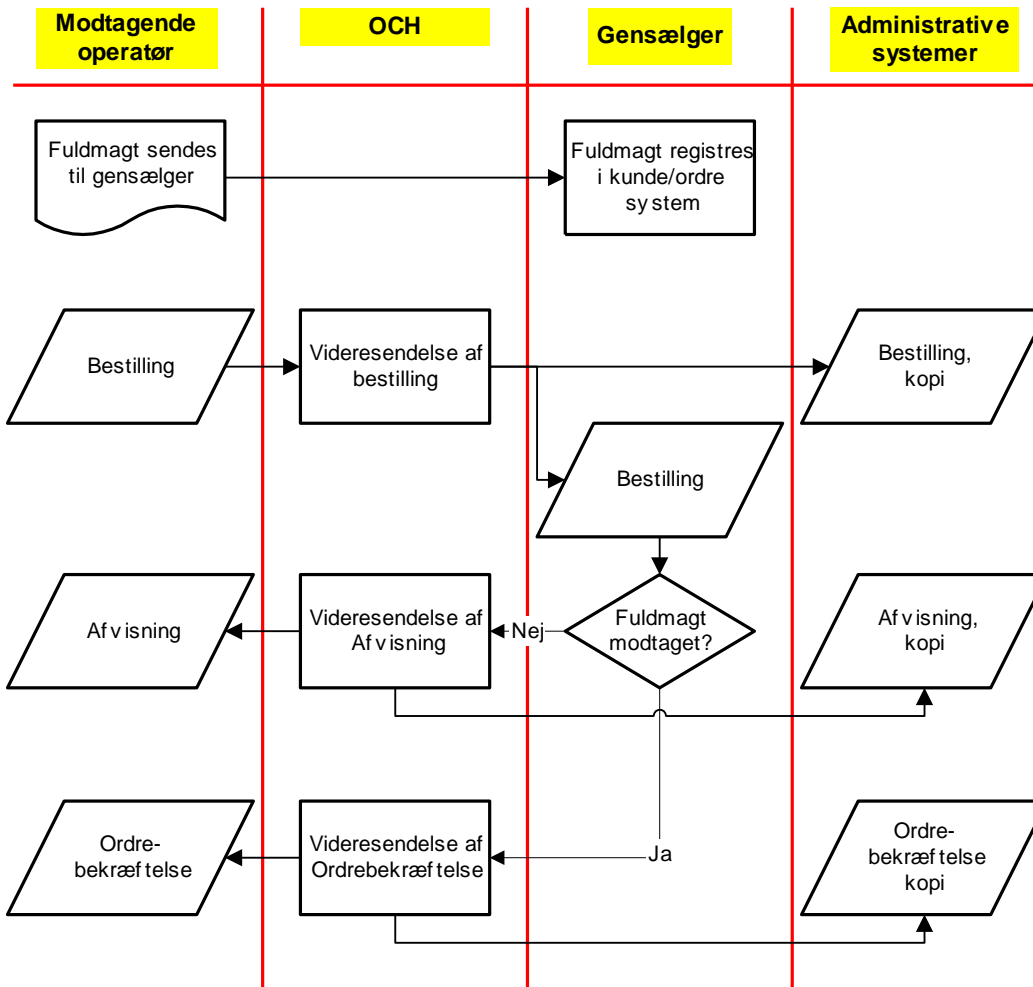 Modtagende
operatør
OCH
Gensælger
Administrative
systemer
Fuldmagt sendes
til gensælger
Fuldmagt registres
i kunde/ordre
system
Bestilling
Videresendelse af
bestilling
Bestilling,
kopi
Bestilling
Afvisning
Videresendelse af
Afvisning
Nej
Fuldmagt
modtaget?
Afvisning,
kopi
Ordre-
bekræftelse
Videresendelse af
Ordrebekræftelse
Ja
Ordre-
bekræftelse
kopi